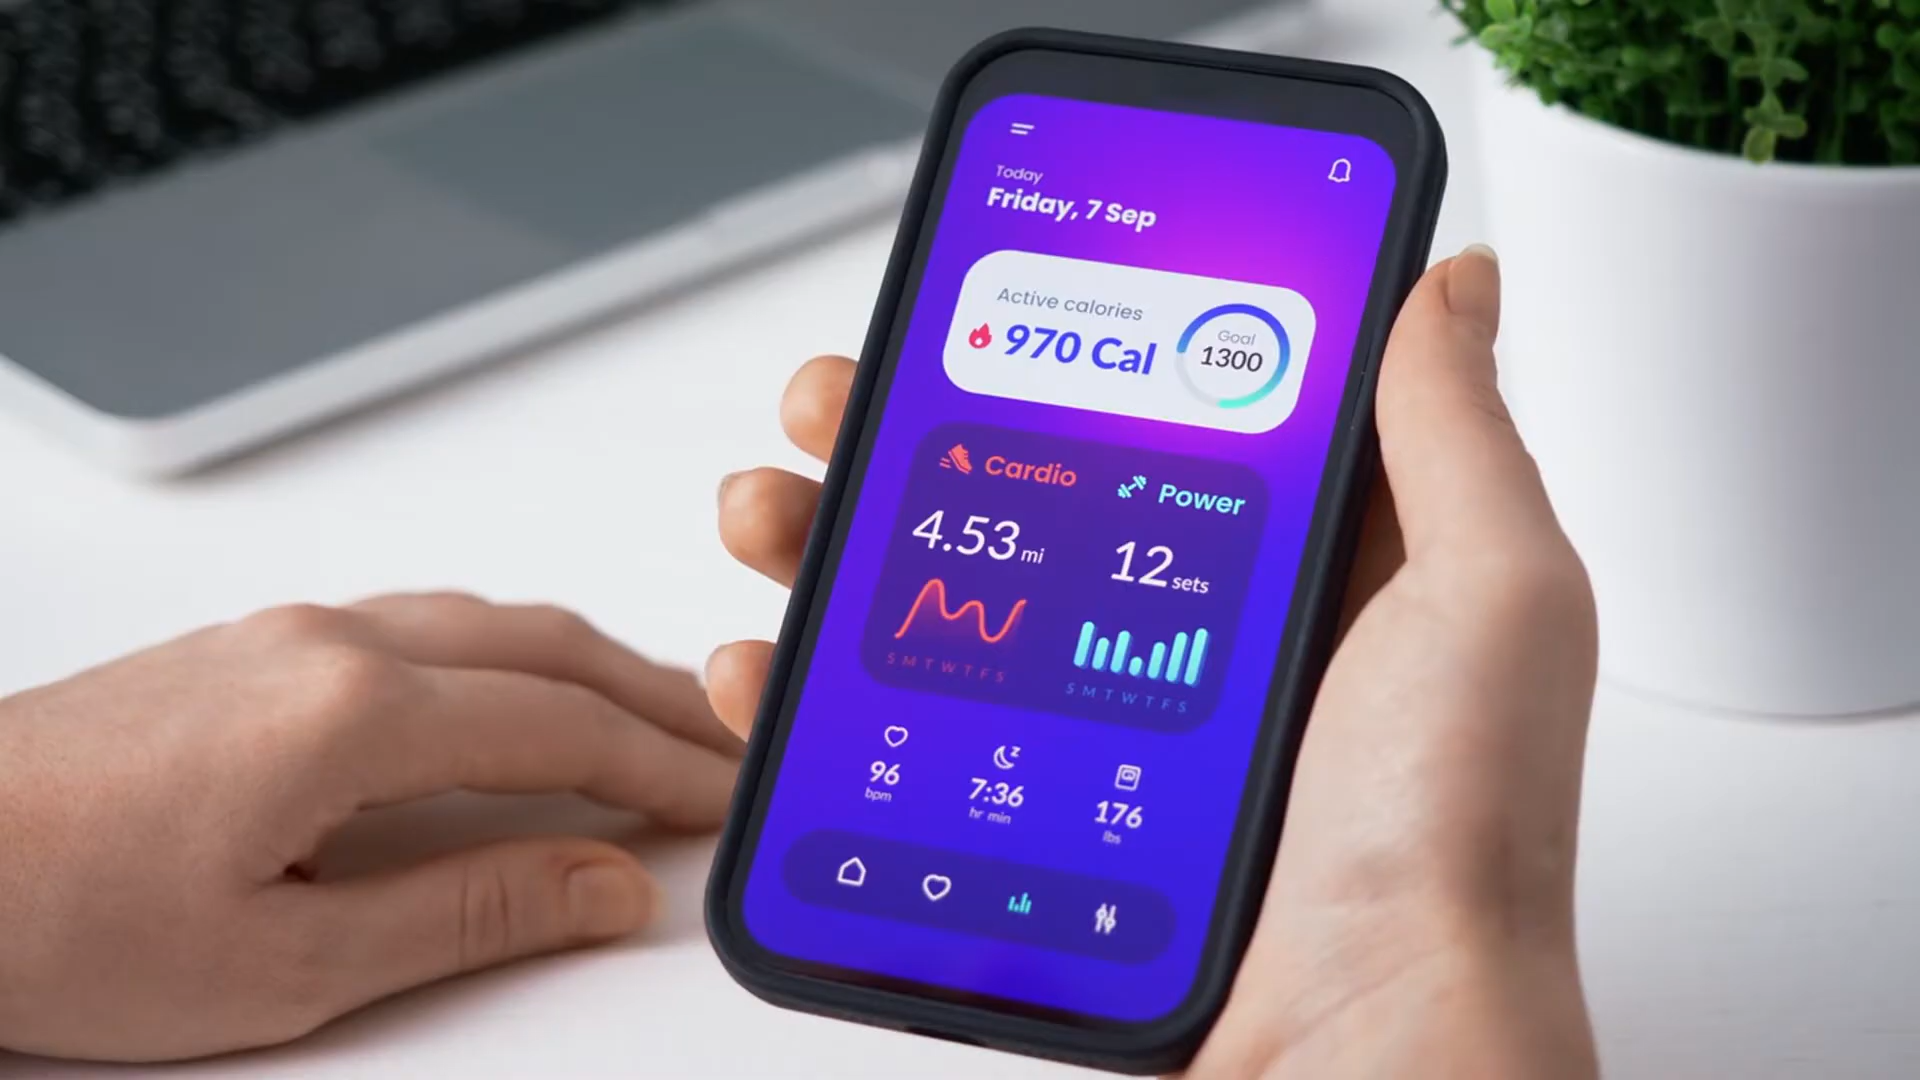 Today
Friday, 7 Sep
Active calories
970 Cal
Goal
1300
Cardio
Power
4.53 mi
12 sets
S M T W T F S
S M T W T F S
96
bpm
7:36
hr min
176
lbs